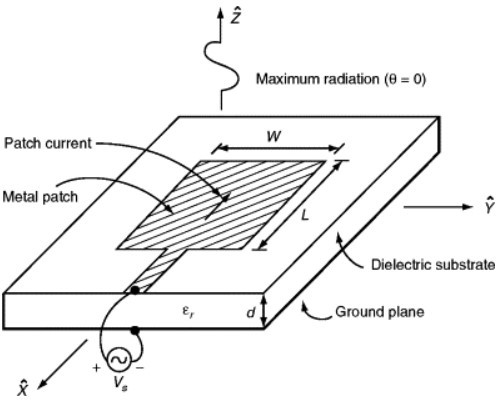 Ẑ
Maximum radiation (θ = 0)
W
Patch current
Metal patch
L
Ŷ
Dielectric substrate
εr
d
Ground plane
+
−
Vs
X̂